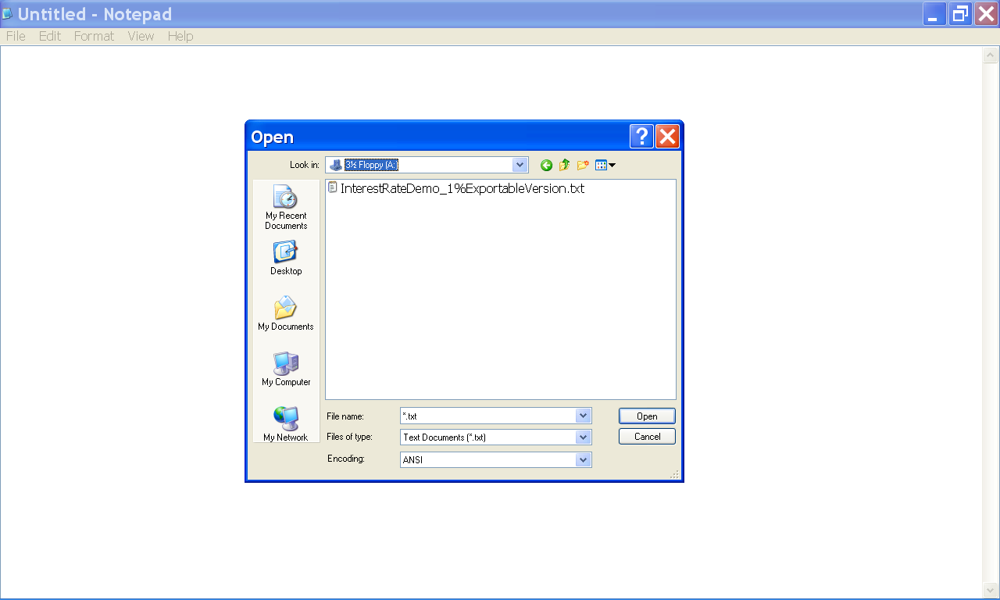 Untitled - Notepad
File Edit Format View Help
Open
Look in: 3½ Floppy (A:)
InterestRateDemo_1%ExportableVersion.txt
My Recent
Documents
Desktop
My Documents
My Computer
My Network
File name: *.txt Open
Files of type: Text Documents (*.txt) Cancel
Encoding: ANSI